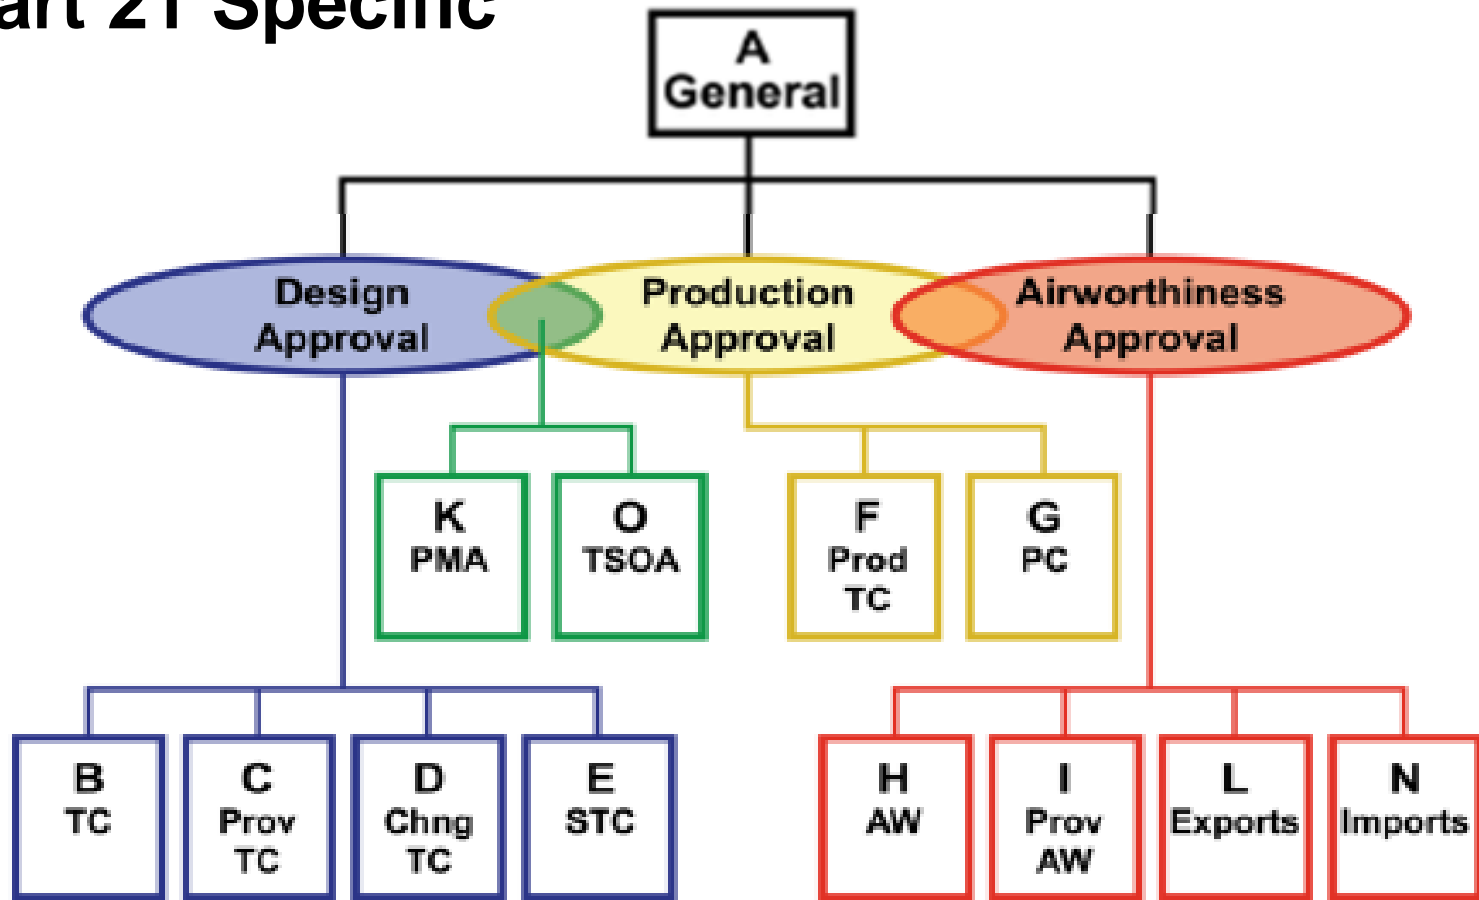 art 21 Specific
A
General
Design
Approval
Production
Approval
Airworthiness
Approval
K
PMA
O
TSOA
F
Prod
TC
G
PC
B
TC
C
Prov
TC
D
Chng
TC
E
STC
H
AW
I
Prov
AW
L
Exports
N
Imports